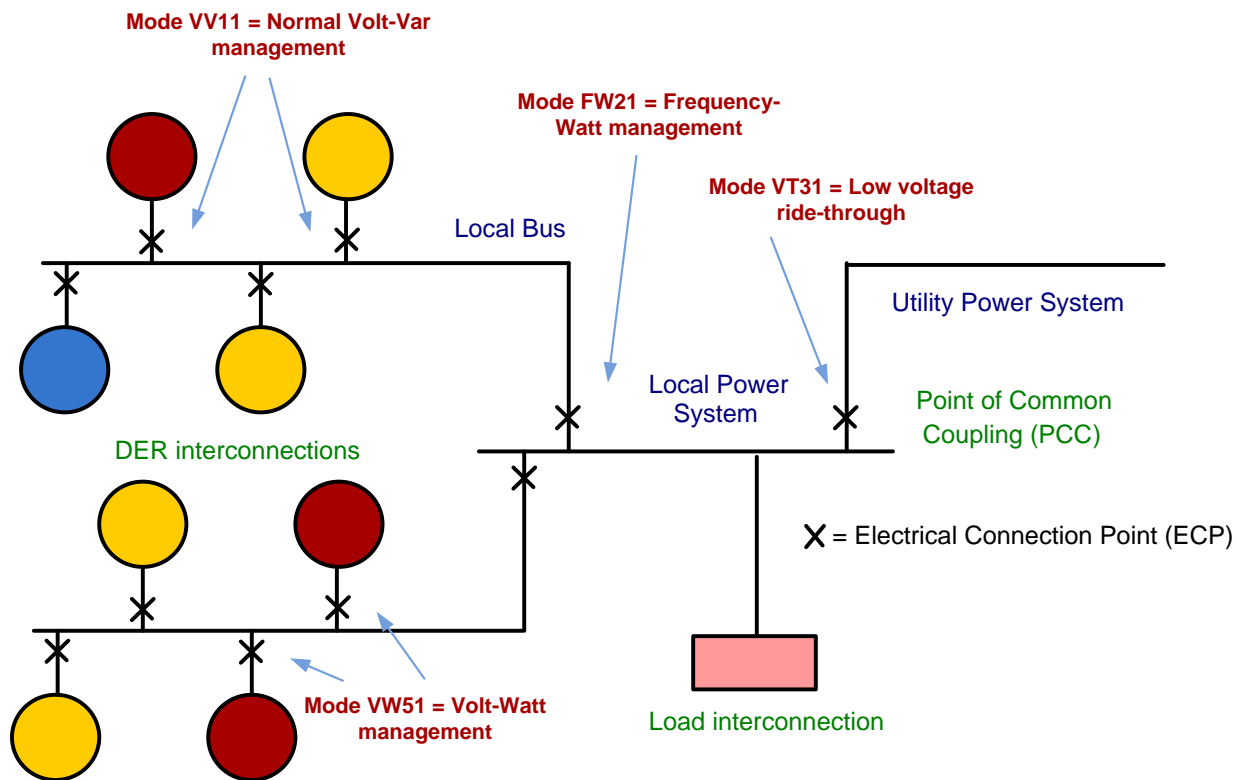 Mode VV11 = Normal Volt-Var
management
Mode FW21 = Frequency-
Watt management
Mode VT31 = Low voltage
ride-through
Local Bus
Utility Power System
Local Power
System
Point of Common
Coupling (PCC)
DER interconnections
X = Electrical Connection Point (ECP)
Mode VW51 = Volt-Watt
management
Load interconnection